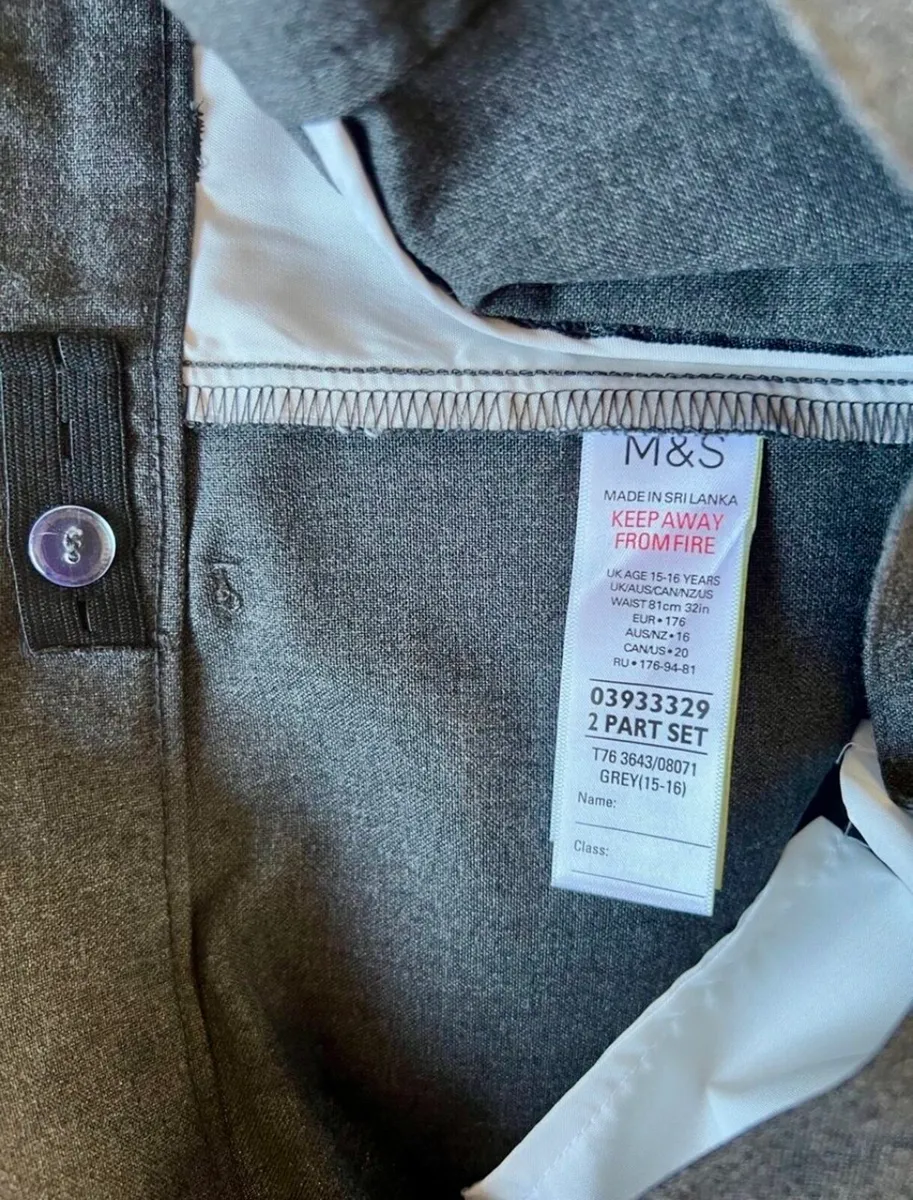 M&S
MADE IN SRI LANKA
KEEP AWAY
FROM FIRE
UK AGE 15-16 YEARS
UK/AUS/CAN/NZ/US
WAIST 81cm 32in
EUR • 176
AUS/NZ • 16
CAN/US • 20
RU • 176-94-81
03933329
2 PART SET
T76 3643/08071
GREY(15-16)
Name:
Class: